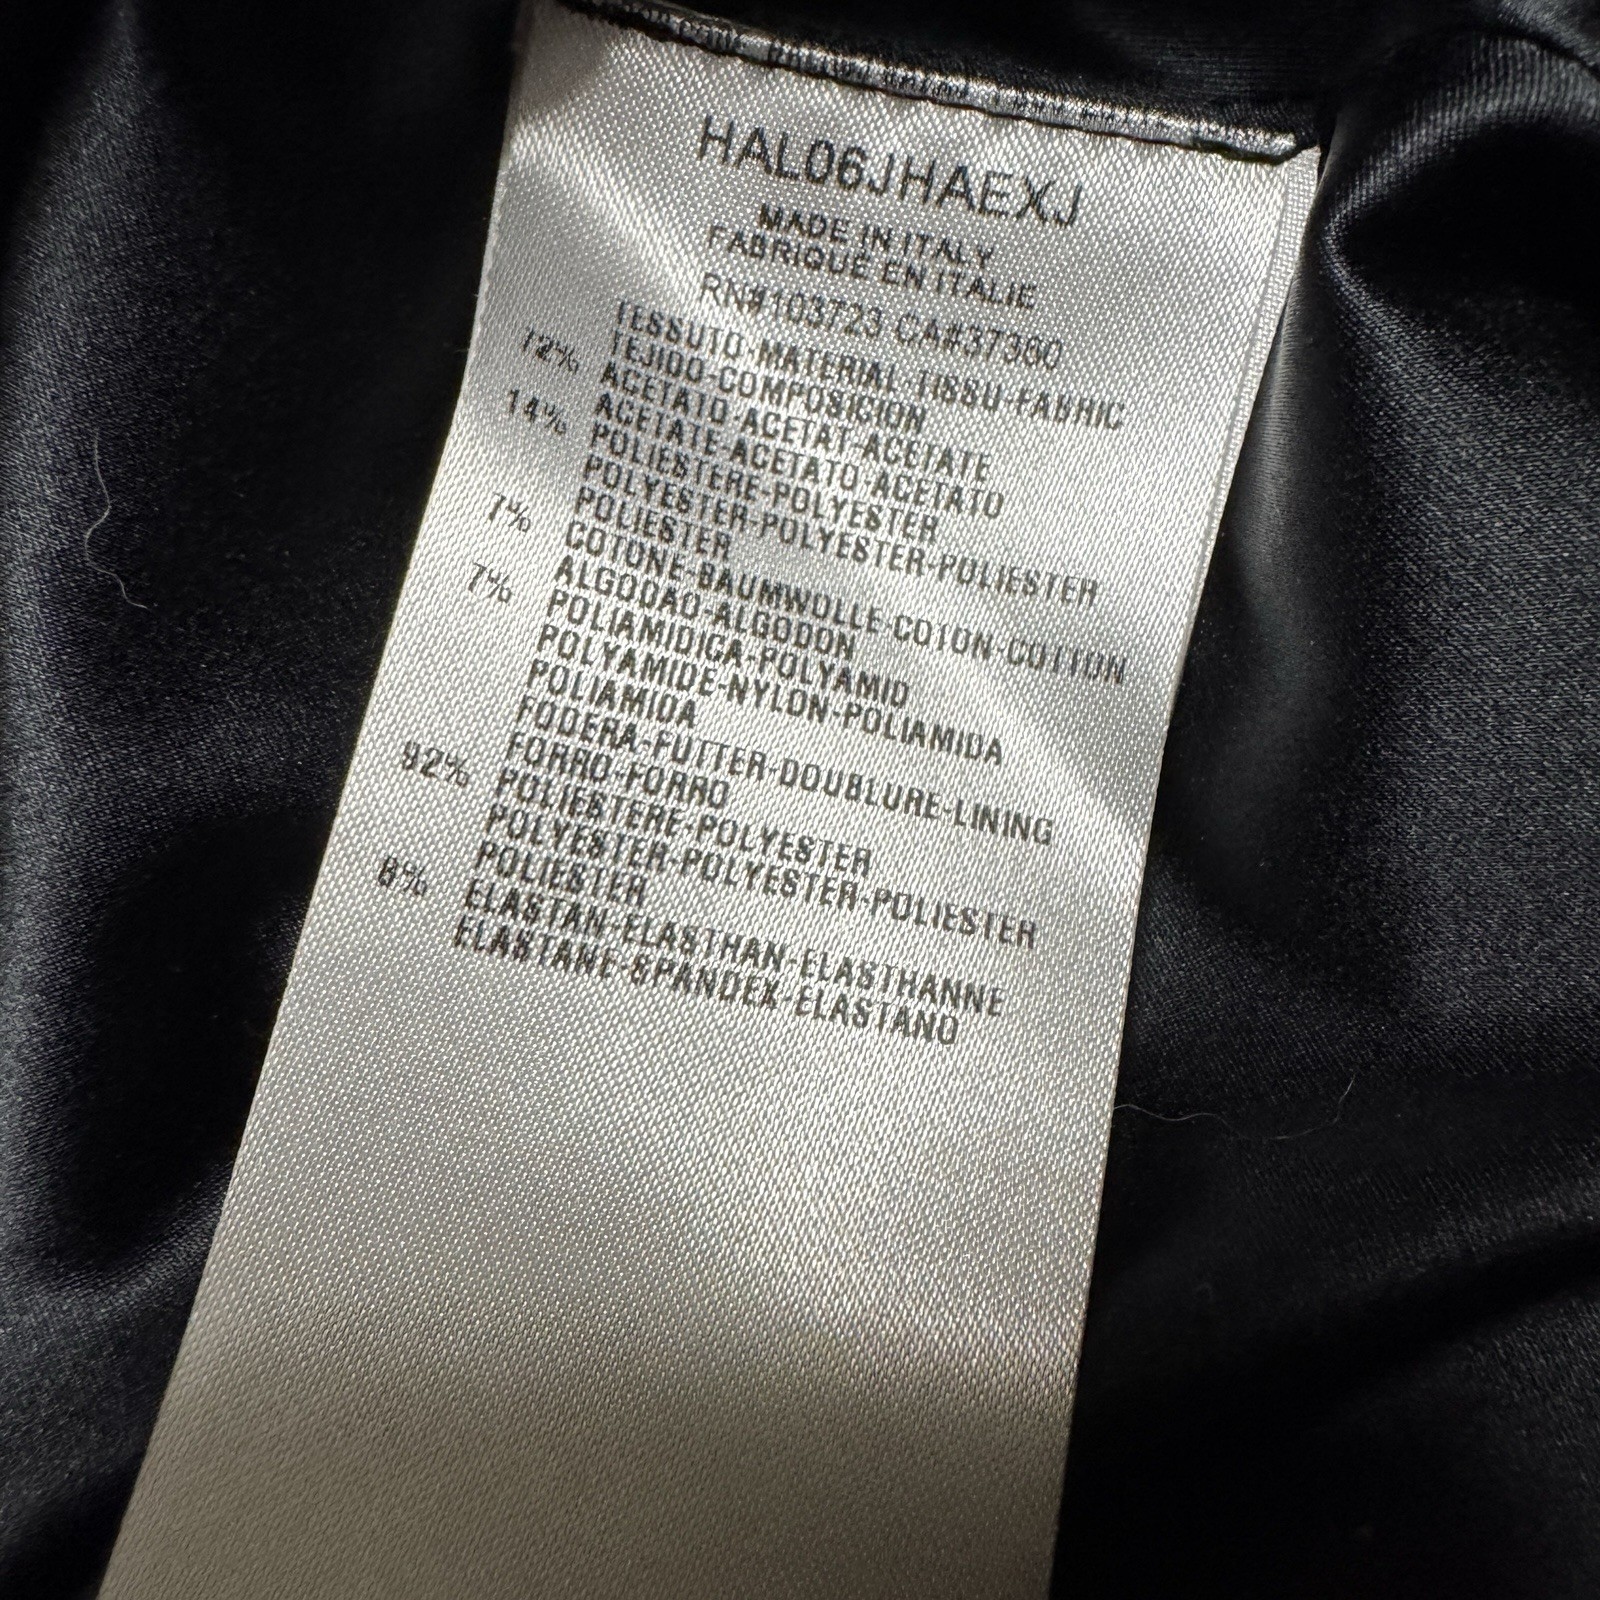 HAL06JHAEXJ
MADE IN ITALY
FABRIQUÉ EN ITALIE
RN#103723 CA#37360
TESSUTO-MATERIAL-TISSU-FABRIC
TEJIDO-COMPOSICION
72% ACETATO-ACETAT-ACETATE
ACETATE-ACETATO-ACETATO
14% POLIESTERE-POLYESTER
POLYESTER-POLYESTER-POLIESTER
POLIESTER
7% COTONE-BAUMWOLLE-COTON-COTTON
ALGODAO-ALGODON
7% POLIAMIDICA-POLYAMID
POLYAMIDE-NYLON-POLIAMIDA
POLIAMIDA
FODERA-FUTTER-DOUBLURE-LINING
FORRO-FORRO
92% POLIESTERE-POLYESTER
POLYESTER-POLYESTER-POLIESTER
POLIESTER
8% ELASTAN-ELASTHAN-ELASTHANNE
ELASTANE-SPANDEX-ELASTANO